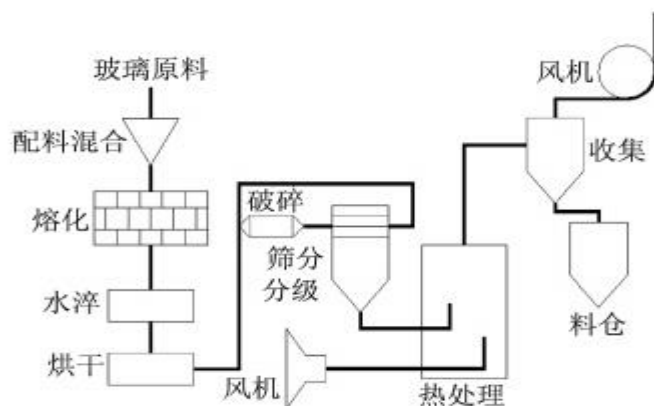 玻璃原料
配料混合
熔化
水淬
烘干
破碎
筛分
分级
风机
热处理
风机
收集
料仓